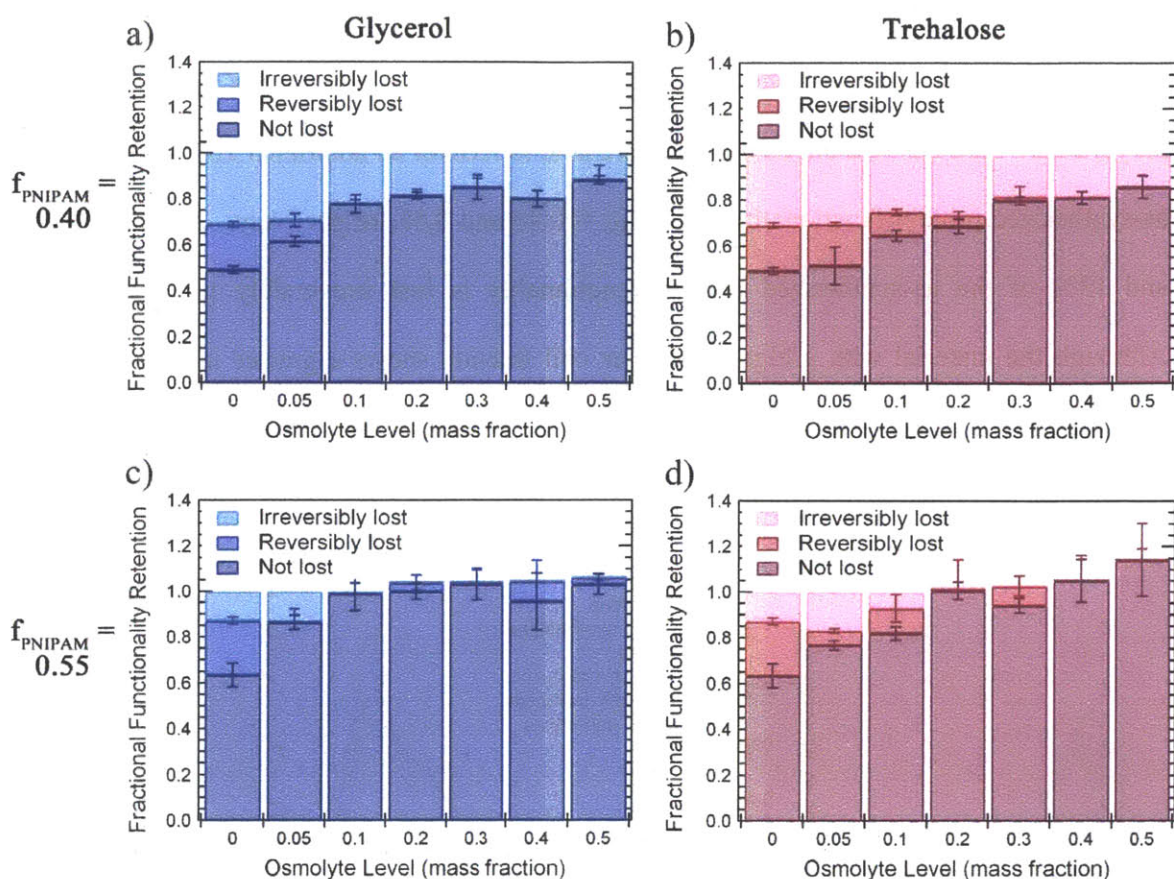 Glycerol
Trehalose
f_PNIPAM =
0.40
a)
1.4
1.2
1.0
0.8
0.6
0.4
0.2
0.0
Fractional Functionality Retention
Irreversibly lost
Reversibly lost
Not lost
0 0.05 0.1 0.2 0.3 0.4 0.5
Osmolyte Level (mass fraction)
b)
1.4
1.2
1.0
0.8
0.6
0.4
0.2
0.0
Fractional Functionality Retention
Irreversibly lost
Reversibly lost
Not lost
0 0.05 0.1 0.2 0.3 0.4 0.5
Osmolyte Level (mass fraction)
f_PNIPAM =
0.55
c)
1.4
1.2
1.0
0.8
0.6
0.4
0.2
0.0
Fractional Functionality Retention
Irreversibly lost
Reversibly lost
Not lost
0 0.05 0.1 0.2 0.3 0.4 0.5
Osmolyte Level (mass fraction)
d)
1.4
1.2
1.0
0.8
0.6
0.4
0.2
0.0
Fractional Functionality Retention
Irreversibly lost
Reversibly lost
Not lost
0 0.05 0.1 0.2 0.3 0.4 0.5
Osmolyte Level (mass fraction)